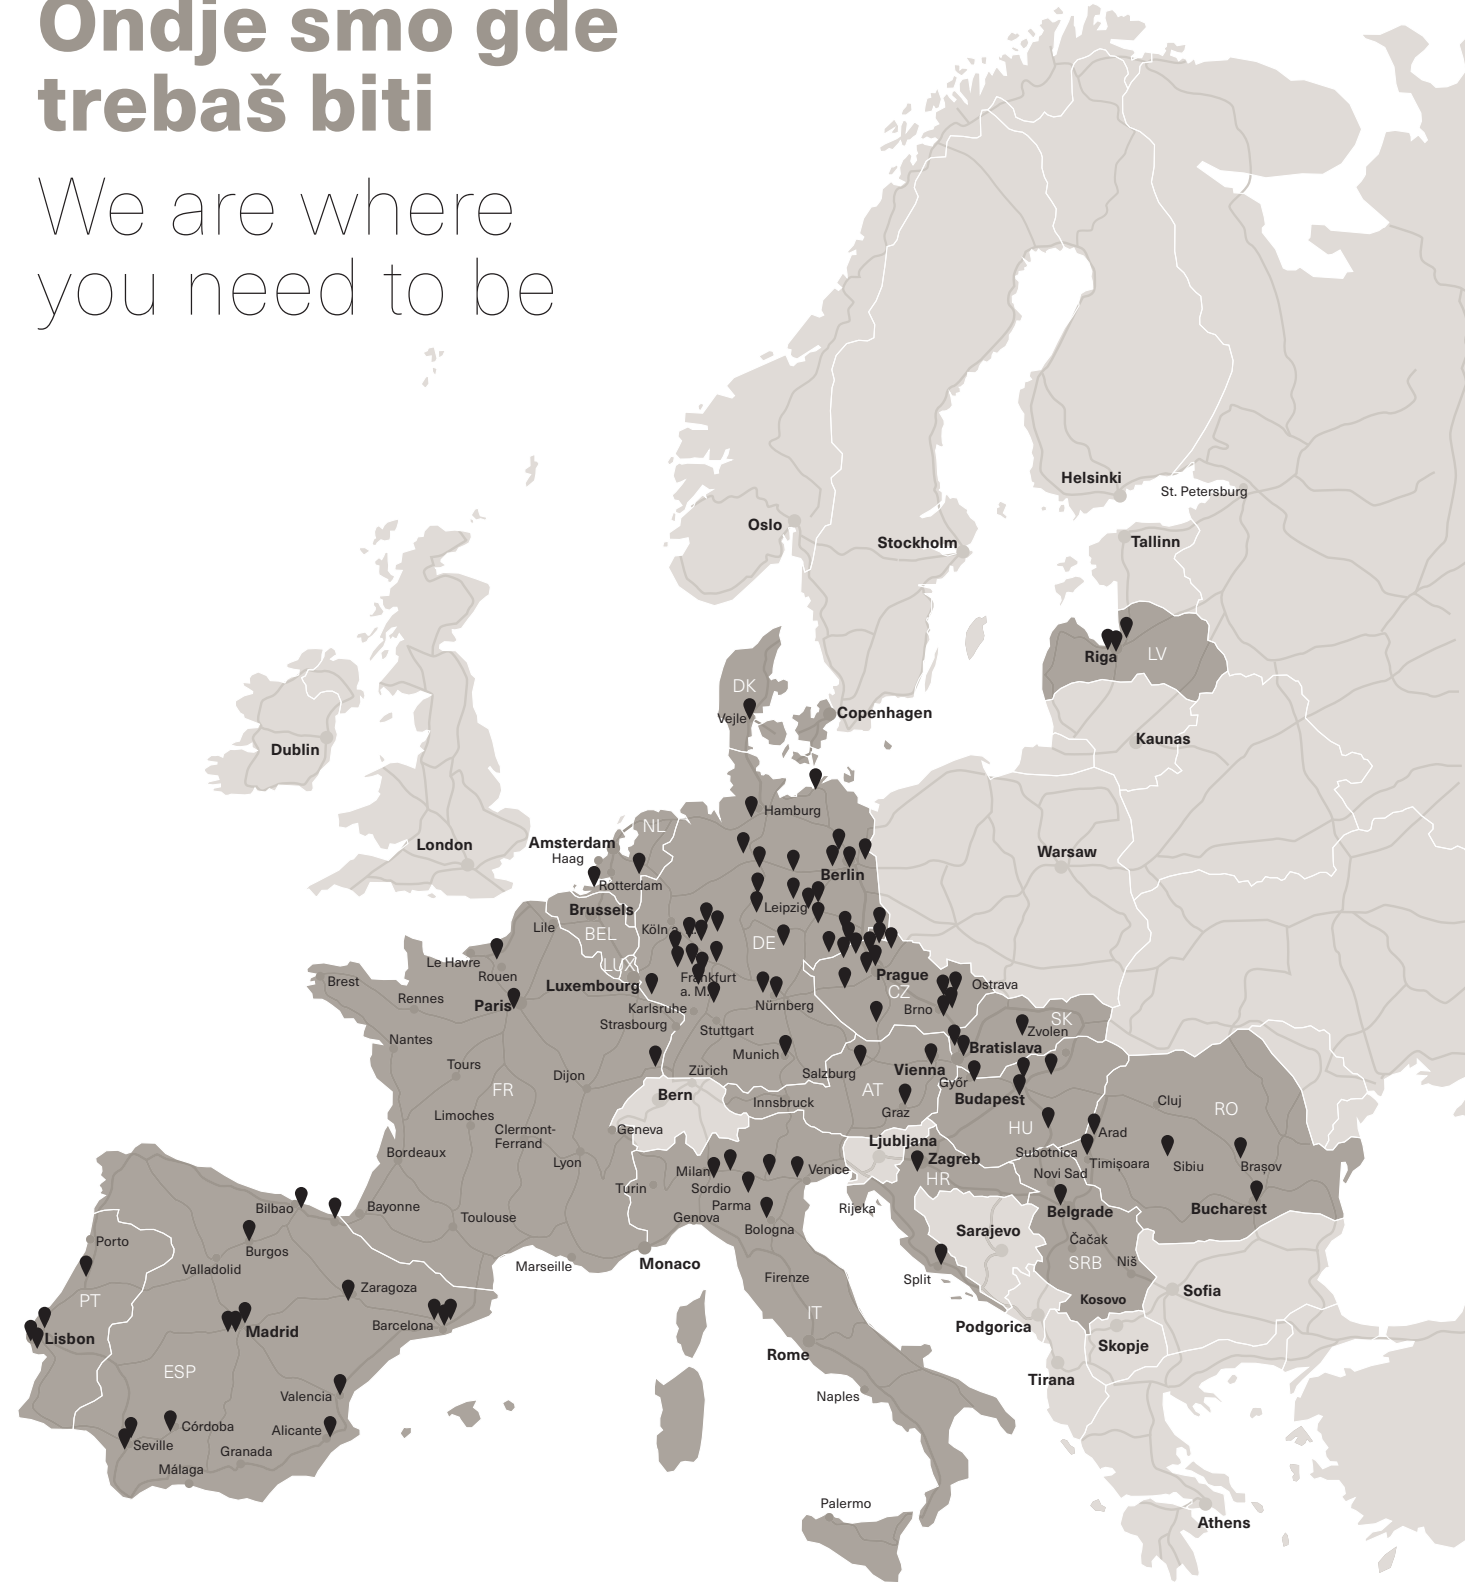 Ondje smo gde
trebaš biti
We are where
you need to be
Helsinki
St. Petersburg
Oslo
Stockholm
Tallinn
Riga
LV
DK
Vejle
Copenhagen
Kaunas
Dublin
Hamburg
NL
London
Amsterdam
Haag
Warsaw
Rotterdam
Berlin
Brussels
Leipzig
Lile
BEL
Köln a.
DE
Le Havre
LUX
Rouen
Frankfurt
a. M.
Prague
Brest
Luxembourg
CZ
Ostrava
Rennes
Paris
Karlsruhe
Nürnberg
Brno
Strasbourg
Stuttgart
SK
Zvolen
Nantes
Munich
Bratislava
Tours
Dijon
Zürich
Salzburg
Vienna
Győr
FR
Bern
Innsbruck
AT
Budapest
Cluj
RO
Limoches
Graz
Clermont-
Ferrand
Geneva
HU
Arad
Ljubljana
Bordeaux
Lyon
Subotnica
Zagreb
Timișoara
Sibiu
Brașov
Milan
Venice
Novi Sad
Turin
Sordio
HR
Bilbao
Bayonne
Parma
Rijeka
Belgrade
Bucharest
Toulouse
Genova
Bologna
Sarajevo
Porto
Burgos
Čačak
Valladolid
Marseille
Monaco
SRB
Niš
Zaragoza
Firenze
Split
Sofia
PT
Kosovo
IT
Lisbon
Madrid
Barcelona
Podgorica
Skopje
Rome
ESP
Tirana
Valencia
Naples
Córdoba
Alicante
Seville
Granada
Málaga
Palermo
Athens